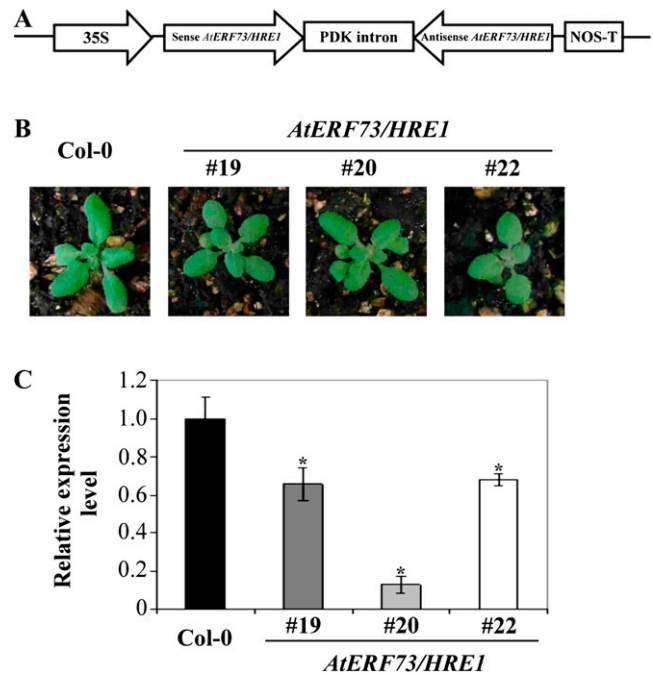 A
35S
Sense AtERF73/HRE1
PDK intron
Antisense AtERF73/HRE1
NOS-T
B
AtERF73/HRE1
Col-0
#19 #20 #22
C
Relative expression
level
1.2
1.0
0.8
0.6
0.4
0.2
0
*
*
*
Col-0
#19 #20 #22
AtERF73/HRE1